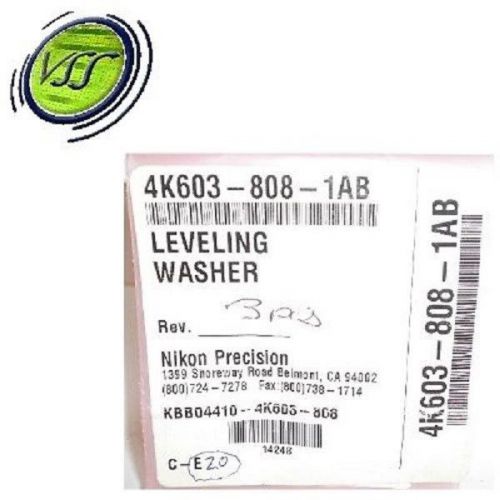 VSS
4K603-808-1AB
LEVELING
WASHER
Rev.
Nikon Precision
1399 Shoreway Road Belmont, CA 94002
(800)724-7278 Fax:(800)738-1714
KBB04410--4K603-808
14248
C-E20
4K603-808-1AB